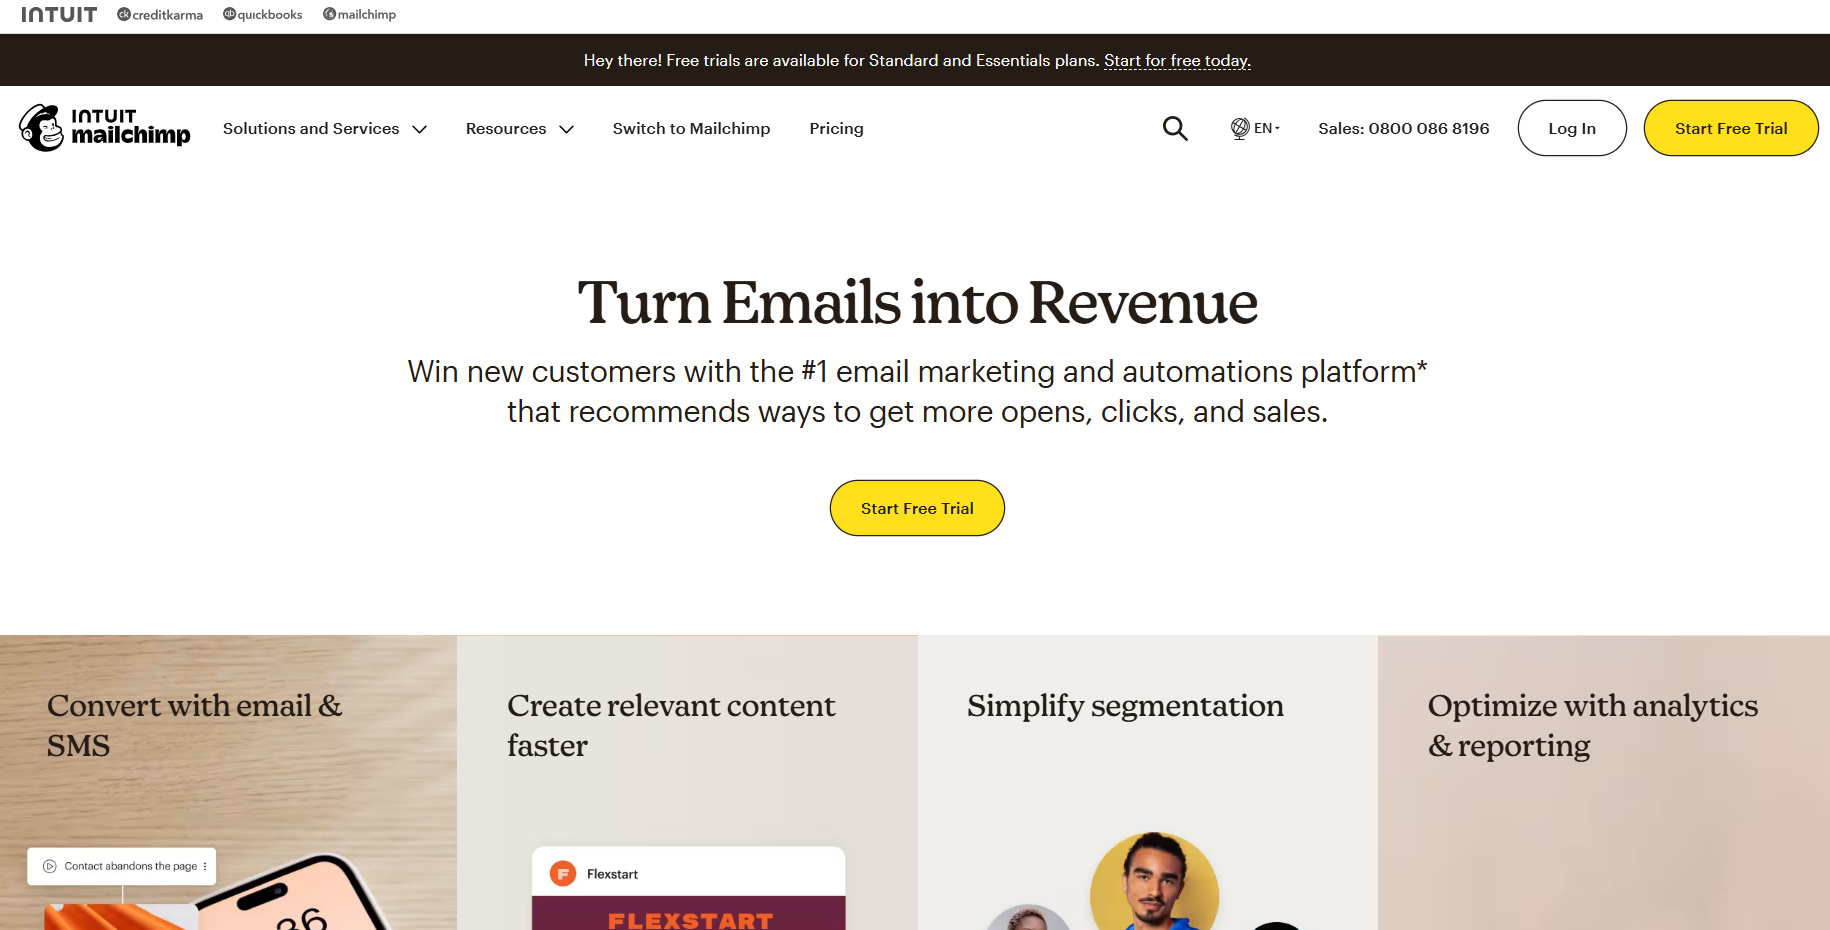 INTUIT creditkarma quickbooks mailchimp
Hey there! Free trials are available for Standard and Essentials plans. Start for free today.
INTUIT
mailchimp
Solutions and Services
Resources
Switch to Mailchimp
Pricing
EN
Sales: 0800 086 8196
Log In
Start Free Trial
Turn Emails into Revenue
Win new customers with the #1 email marketing and automations platform*
that recommends ways to get more opens, clicks, and sales.
Start Free Trial
Convert with email &
SMS
Contact abandons the page
36
Create relevant content
faster
Flexstart
FLEXSTART
Simplify segmentation
Optimize with analytics
& reporting